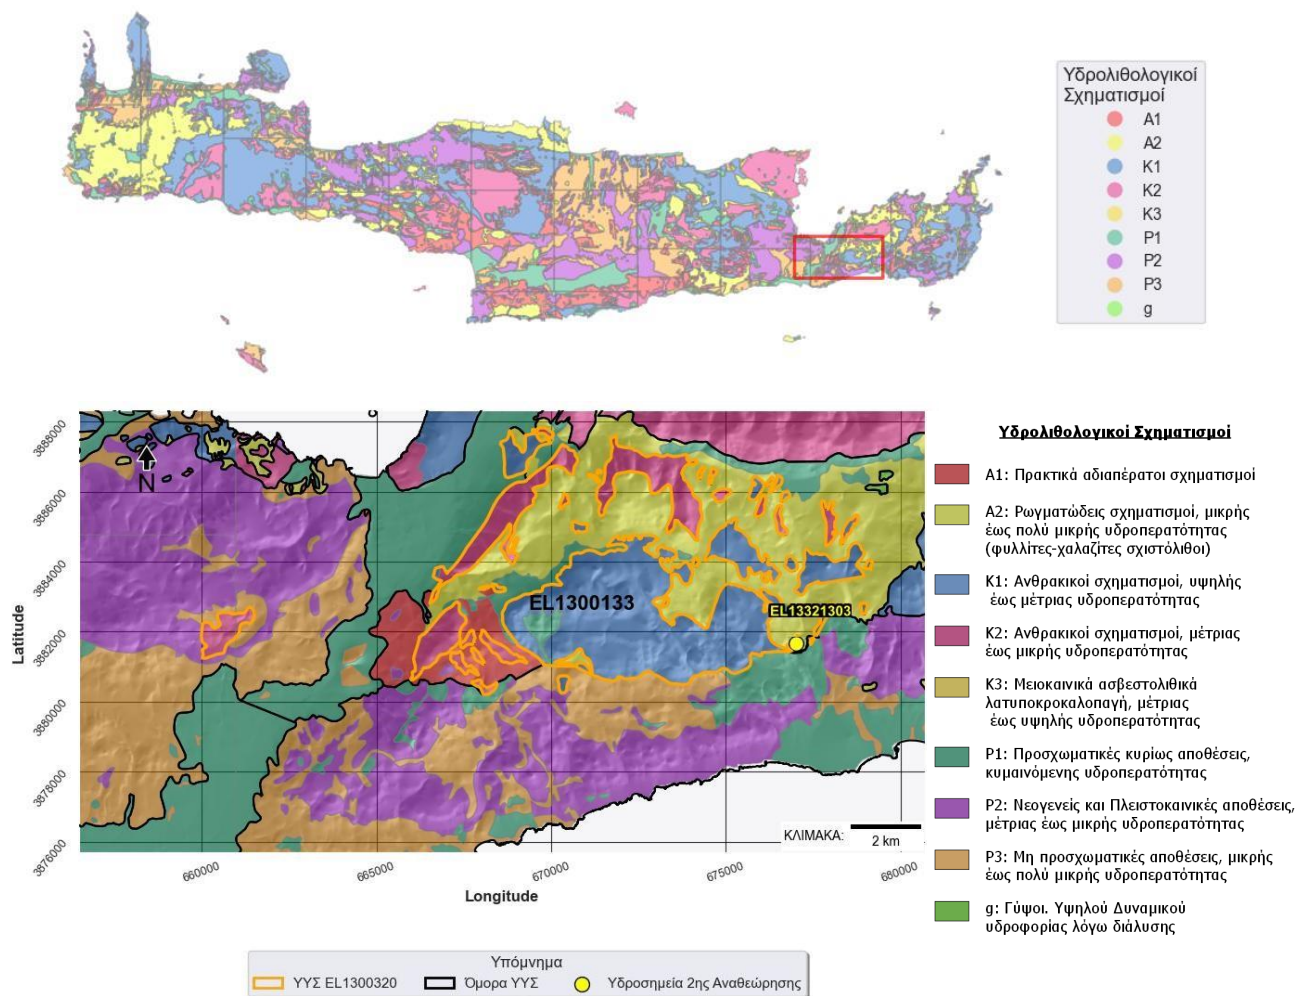 Υδρολιθολογικοί
Σχηματισμοί
A1
A2
K1
K2
K3
P1
P2
P3
g
3888000
3886000
3884000
3882000
3880000
3878000
3876000
Latitude
N
EL1300133
EL13321303
ΚΛΙΜΑΚΑ:
2 km
660000
665000
670000
675000
680000
Longitude
Υδρολιθολογικοί Σχηματισμοί
A1: Πρακτικά αδιαπέρατοι σχηματισμοί
A2: Ρωγματώδεις σχηματισμοί, μικρής
έως πολύ μικρής υδροπερατότητας
(φυλλίτες-χαλαζίτες σχιστόλιθοι)
K1: Ανθρακικοί σχηματισμοί, υψηλής
έως μέτριας υδροπερατότητας
K2: Ανθρακικοί σχηματισμοί, μέτριας
έως μικρής υδροπερατότητας
K3: Μειοκαινικά ασβεστολιθικά
λατυποκροκαλοπαγή, μέτριας
έως υψηλής υδροπερατότητας
P1: Προσχωματικές κυρίως αποθέσεις,
κυμαινόμενης υδροπερατότητας
P2: Νεογενείς και Πλειστοκαινικές αποθέσεις,
μέτριας έως μικρής υδροπερατότητας
P3: Μη προσχωματικές αποθέσεις, μικρής
έως πολύ μικρής υδροπερατότητας
g: Γύψοι. Υψηλού Δυναμικού
υδροφορίας λόγω διάλυσης
Υπόμνημα
ΥΥΣ EL1300320
Όμορα ΥΥΣ
Υδροσημεία 2ης Αναθεώρησης